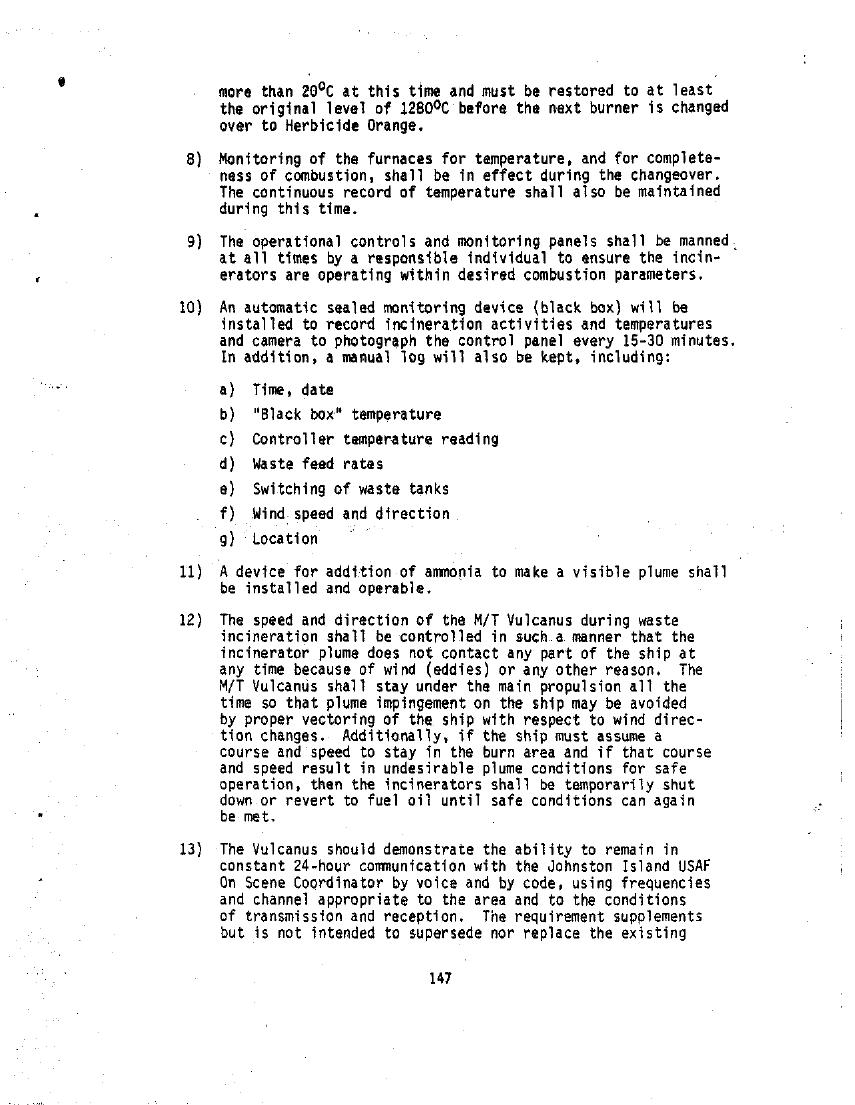 more than 20⁰C at this time and must be restored to at least
the original level of 1280⁰C before the next burner is changed
over to Herbicide Orange.
8) Monitoring of the furnaces for temperature, and for complete-
ness of combustion, shall be in effect during the changeover.
The continuous record of temperature shall also be maintained
during this time.
9) The operational controls and monitoring panels shall be manned
at all times by a responsible individual to ensure the incin-
erators are operating within desired combustion parameters.
10) An automatic sealed monitoring device (black box) will be
installed to record incineration activities and temperatures
and camera to photograph the control panel every 15-30 minutes.
In addition, a manual log will also be kept, including:
a) Time, date
b) "Black box" temperature
c) Controller temperature reading
d) Waste feed rates
e) Switching of waste tanks
f) Wind speed and direction
g) Location
11) A device for addition of ammonia to make a visible plume shall
be installed and operable.
12) The speed and direction of the M/T Vulcanus during waste
incineration shall be controlled in such a manner that the
incinerator plume does not contact any part of the ship at
any time because of wind (eddies) or any other reason. The
M/T Vulcanus shall stay under the main propulsion all the
time so that plume impingement on the ship may be avoided
by proper vectoring of the ship with respect to wind direc-
tion changes. Additionally, if the ship must assume a
course and speed to stay in the burn area and if that course
and speed result in undesirable plume conditions for safe
operation, then the incinerators shall be temporarily shut
down or revert to fuel oil until safe conditions can again
be met.
13) The Vulcanus should demonstrate the ability to remain in
constant 24-hour communication with the Johnston Island USAF
On Scene Coordinator by voice and by code, using frequencies
and channel appropriate to the area and to the conditions
of transmission and reception. The requirement supplements
but is not intended to supersede nor replace the existing
147